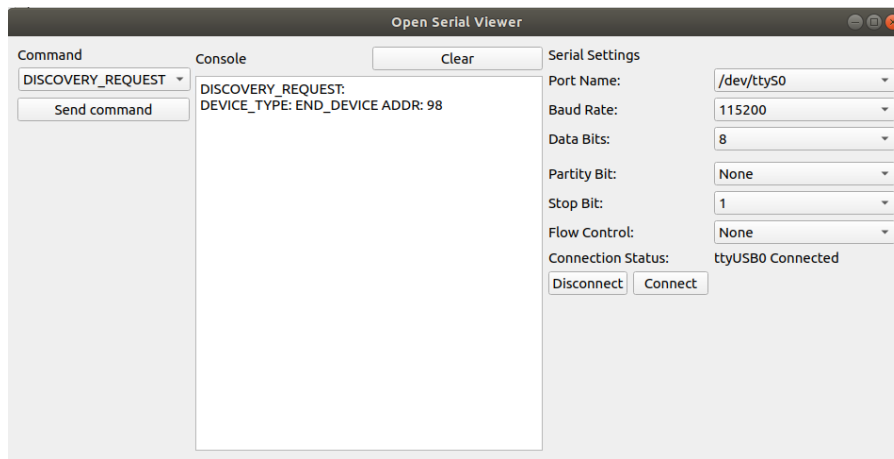 Open Serial Viewer
Command
DISCOVERY_REQUEST
Send command
Console
Clear
DISCOVERY_REQUEST:
DEVICE_TYPE: END_DEVICE ADDR: 98
Serial Settings
Port Name: /dev/ttyS0
Baud Rate: 115200
Data Bits: 8
Partity Bit: None
Stop Bit: 1
Flow Control: None
Connection Status: ttyUSB0 Connected
Disconnect Connect